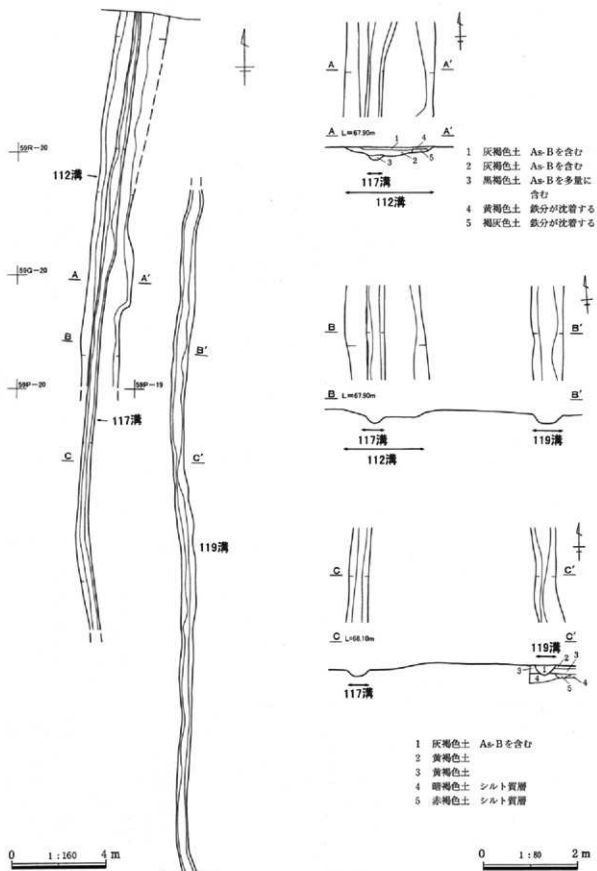 59R-20
112溝
59Q-20
A A'
B B'
59P-20 59P-19
117溝
C C'
119溝
0 1:160 4 m
A A'
A L=67.90m A'
1 2 3 4 5
117溝
112溝
1 灰褐色土 As-Bを含む
2 灰褐色土 As-Bを含む
3 黒褐色土 As-Bを多量に
含む
4 黄褐色土 鉄分が沈着する
5 褐灰色土 鉄分が沈着する
B B'
B L=67.90m B'
117溝 119溝
112溝
C C'
C L=68.10m C'
119溝
1 2 3 3 4 4 5
117溝
1 灰褐色土 As-Bを含む
2 黄褐色土
3 黄褐色土
4 暗褐色土 シルト質層
5 赤褐色土 シルト質層
0 1:80 2 m